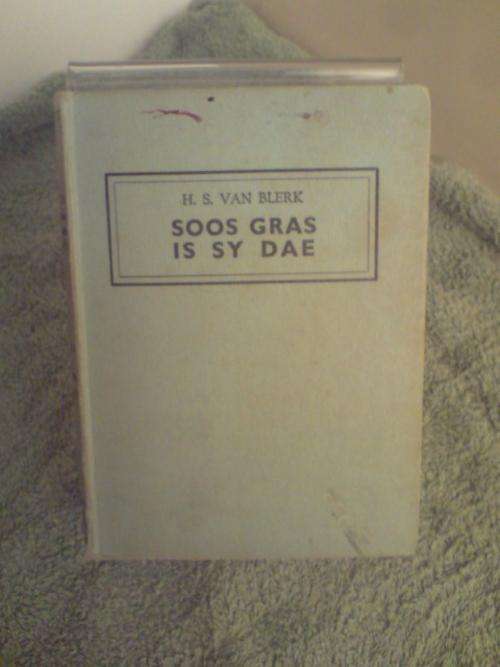 H. S. VAN BLERK
SOOS GRAS
IS SY DAE